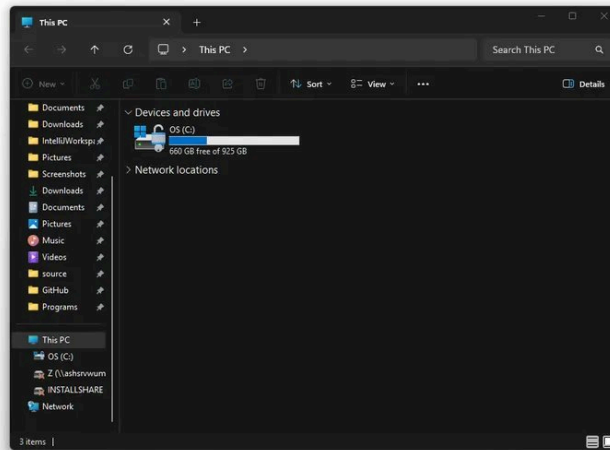 This PC
This PC
Search This PC
New
Sort
View
Details
Documents
Downloads
IntelliJWorkspa
Pictures
Screenshots
Downloads
Documents
Pictures
Music
Videos
source
GitHub
Programs
This PC
OS (C:)
Z (\\ashsrvwum
INSTALLSHARE
Network
Devices and drives
OS (C:)
660 GB free of 925 GB
Network locations
3 items